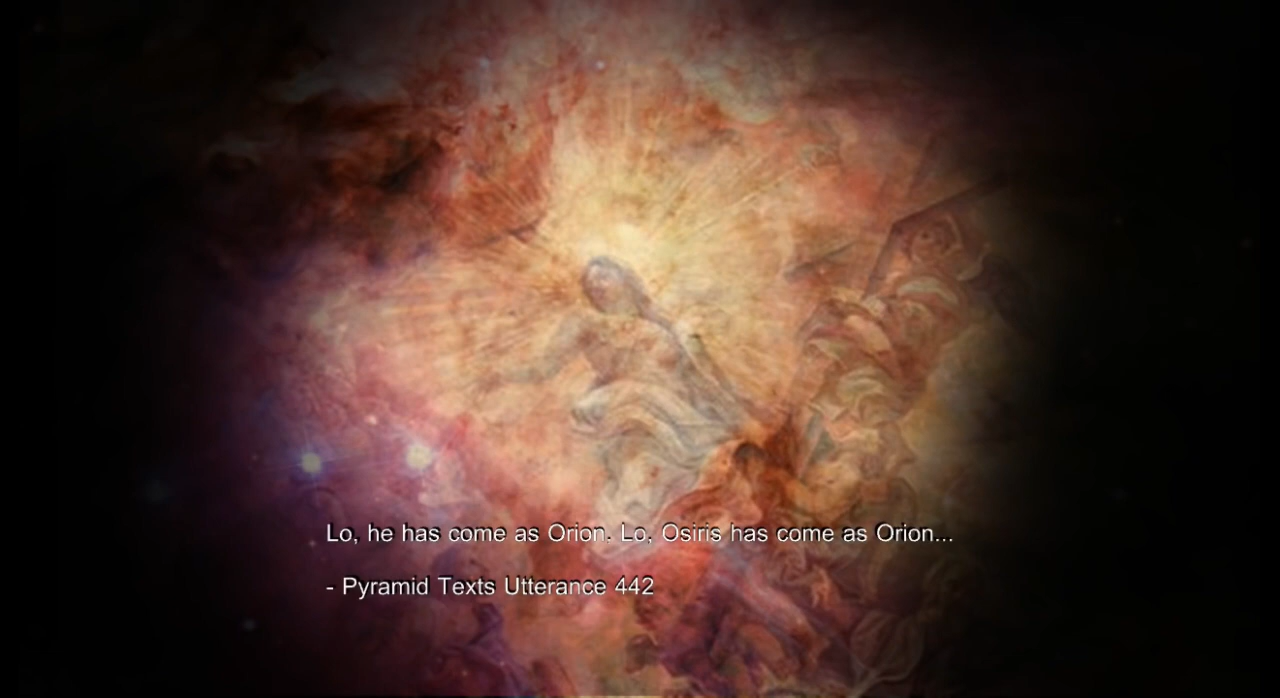 Lo, he has come as Orion. Lo, Osiris has come as Orion...
- Pyramid Texts Utterance 442